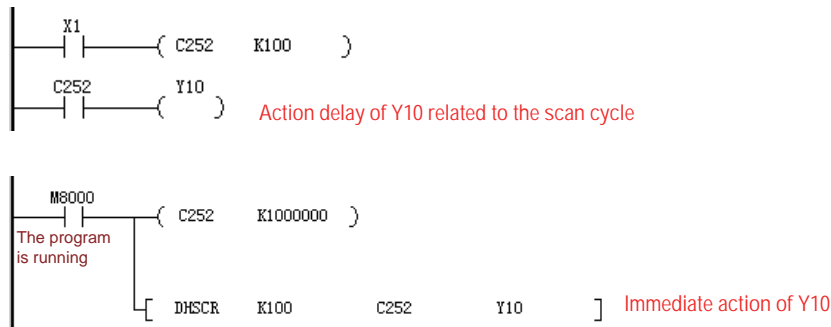 X1
C252 K100
C252 Y10
Action delay of Y10 related to the scan cycle
M8000
C252 K1000000
The program
is running
DHSCR K100 C252 Y10
Immediate action of Y10